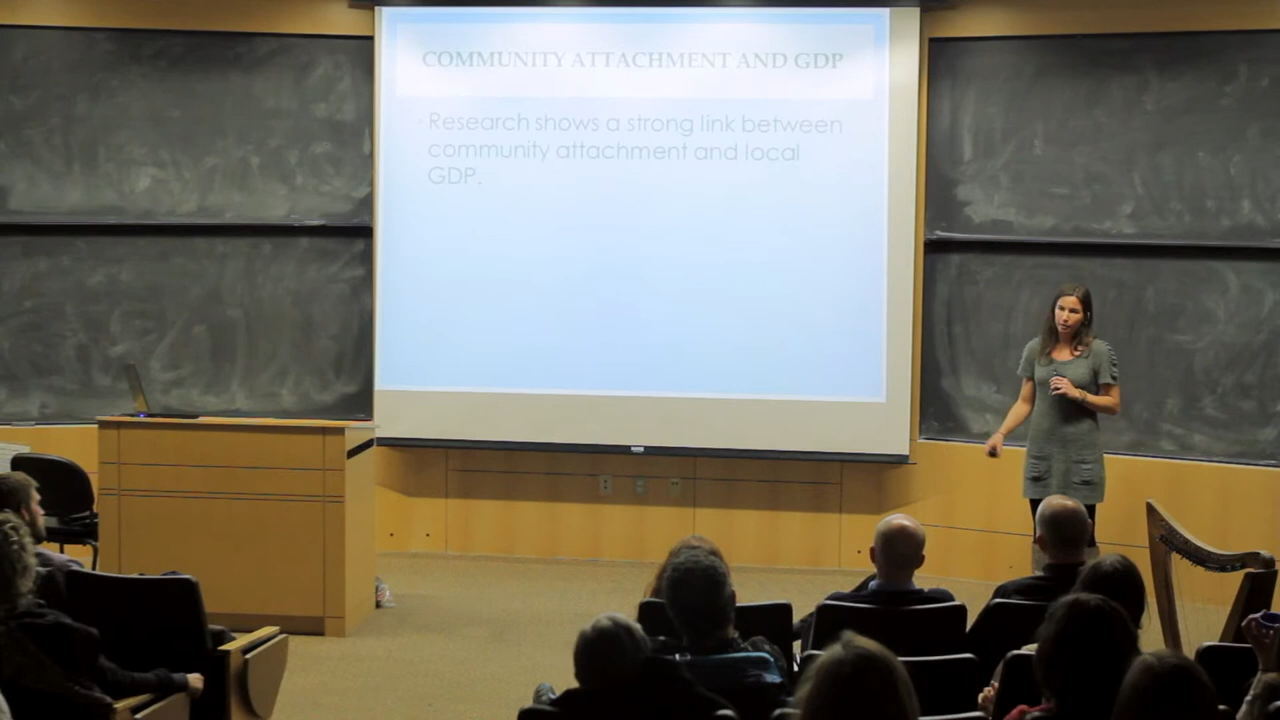 COMMUNITY ATTACHMENT AND GDP
Research shows a strong link between
community attachment and local
GDP.